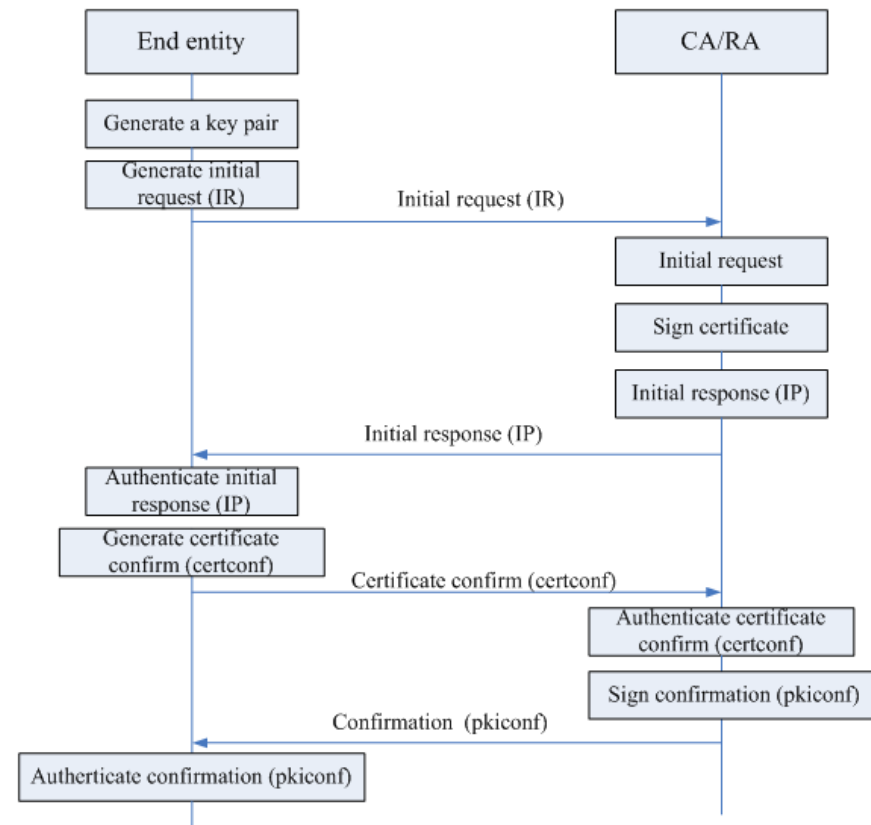 End entity
CA/RA
Generate a key pair
Generate initial
request (IR)
Initial request (IR)
Initial request
Sign certificate
Initial response (IP)
Initial response (IP)
Authenticate initial
response (IP)
Generate certificate
confirm (certconf)
Certificate confirm (certconf)
Authenticate certificate
confirm (certconf)
Sign confirmation (pkiconf)
Confirmation (pkiconf)
Autherticate confirmation (pkiconf)